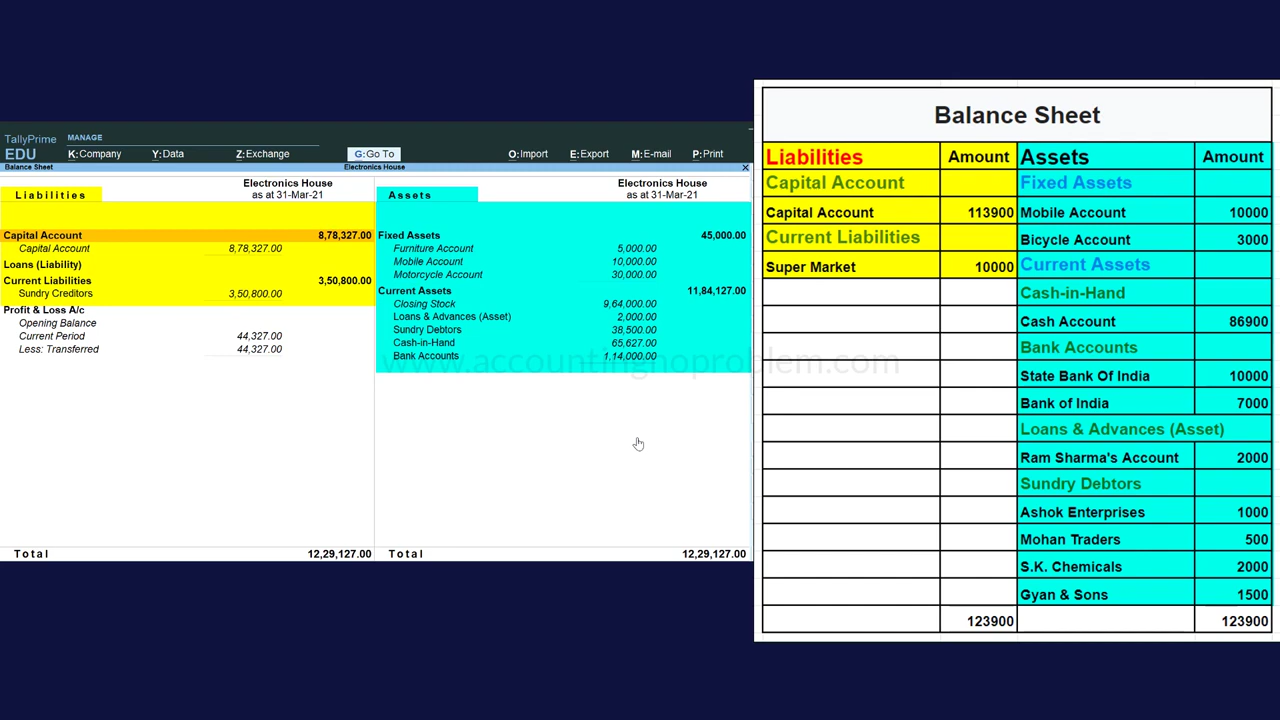 TallyPrime
EDU
MANAGE
K:Company Y:Data Z:Exchange G:Go To O:Import E:Export M:E-mail P:Print
Balance Sheet Electronics House
Liabilities Electronics House as at 31-Mar-21
Capital Account 8,78,327.00
Capital Account 8,78,327.00
Loans (Liability)
Current Liabilities 3,50,800.00
Sundry Creditors 3,50,800.00
Profit & Loss A/c
Opening Balance
Current Period 44,327.00
Less: Transferred 44,327.00
Total 12,29,127.00
Assets Electronics House as at 31-Mar-21
Fixed Assets 45,000.00
Furniture Account 5,000.00
Mobile Account 10,000.00
Motorcycle Account 30,000.00
Current Assets 11,84,127.00
Closing Stock 9,64,000.00
Loans & Advances (Asset) 2,000.00
Sundry Debtors 38,500.00
Cash-in-Hand 65,627.00
Bank Accounts 1,14,000.00
Total 12,29,127.00
www.accountingnoproblem.com
Balance Sheet
Liabilities Amount Assets Amount
Capital Account Fixed Assets
Capital Account 113900 Mobile Account 10000
Current Liabilities Bicycle Account 3000
Super Market 10000 Current Assets
Cash-in-Hand
Cash Account 86900
Bank Accounts
State Bank Of India 10000
Bank of India 7000
Loans & Advances (Asset)
Ram Sharma's Account 2000
Sundry Debtors
Ashok Enterprises 1000
Mohan Traders 500
S.K. Chemicals 2000
Gyan & Sons 1500
123900 123900